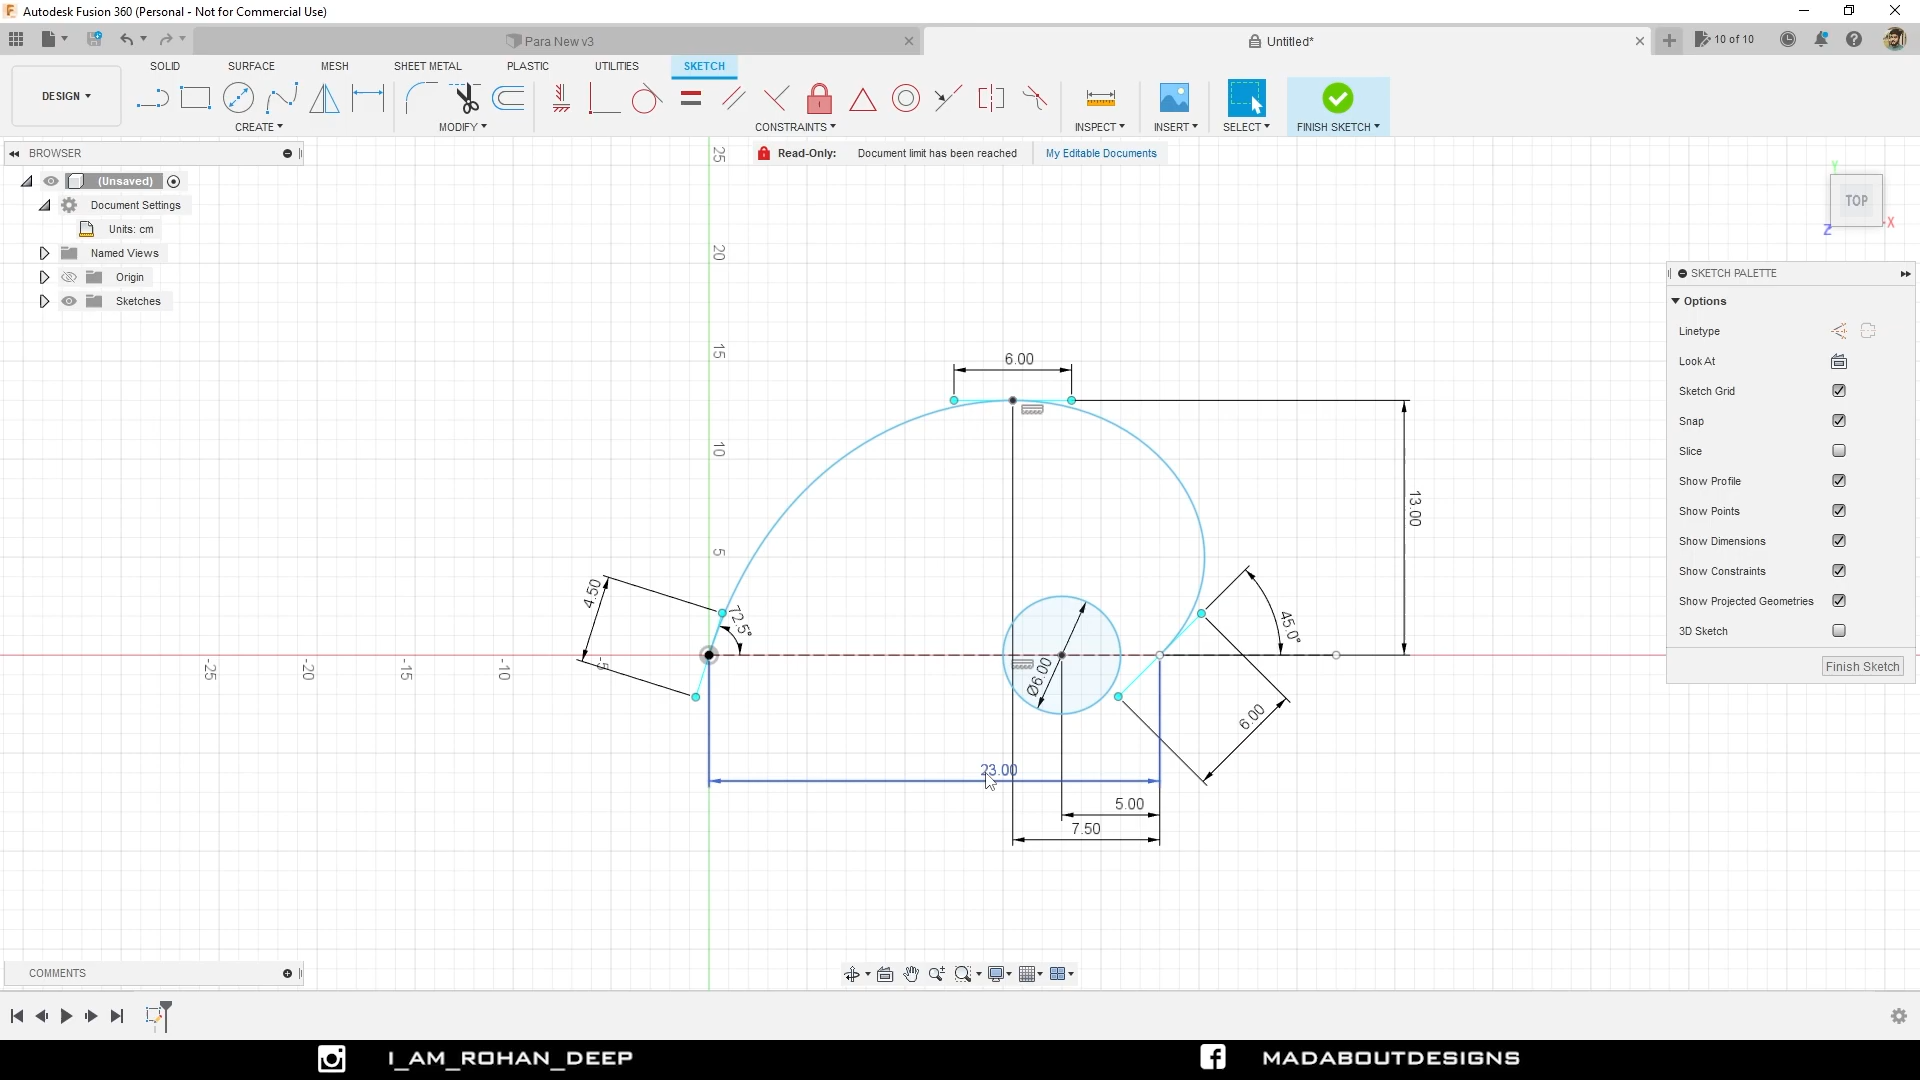 Autodesk Fusion 360 (Personal - Not for Commercial Use)
Para New v3
Untitled*
10 of 10
DESIGN
SOLID SURFACE MESH SHEET METAL PLASTIC UTILITIES SKETCH
CREATE MODIFY CONSTRAINTS INSPECT INSERT SELECT FINISH SKETCH
BROWSER
Read-Only: Document limit has been reached My Editable Documents
(Unsaved)
Document Settings
Units: cm
Named Views
Origin
Sketches
TOP
Y
X
Z
SKETCH PALETTE
Options
Linetype
Look At
Sketch Grid
Snap
Slice
Show Profile
Show Points
Show Dimensions
Show Constraints
Show Projected Geometries
3D Sketch
Finish Sketch
25
20
15
10
5
-25
-20
-15
-10
-5
6.00
13.00
4.50
72.5°
45.0°
Ø6.00
6.00
23.00
5.00
7.50
COMMENTS
I_AM_ROHAN_DEEP
MADABOUTDESIGNS